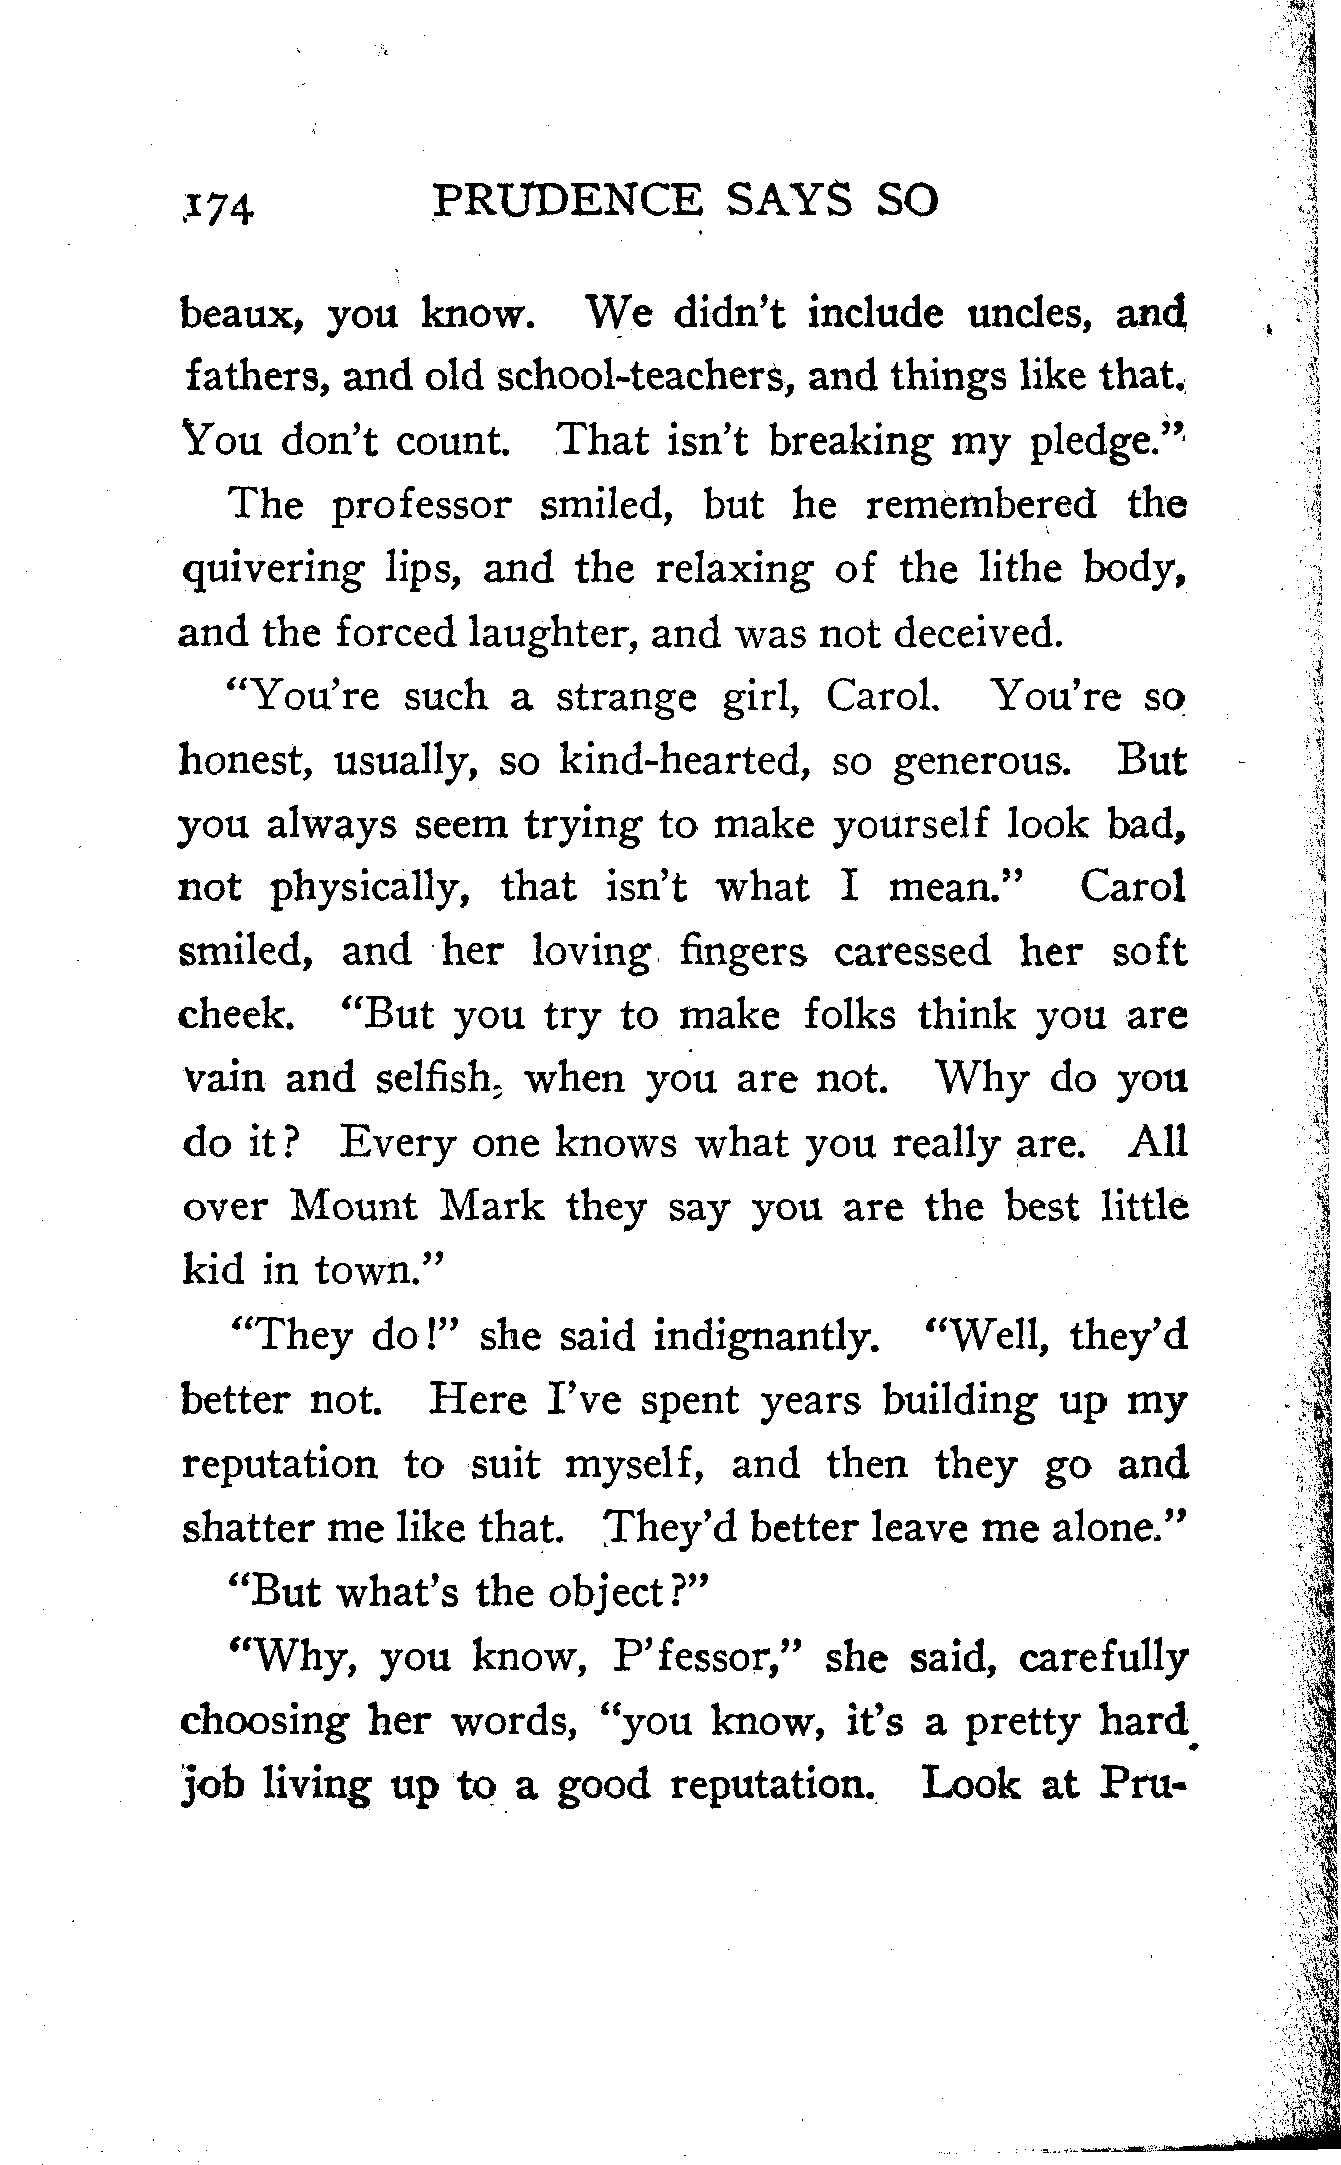 174 PRUDENCE SAYS SO
beaux, you know. We didn't include uncles, and
fathers, and old school-teachers, and things like that.
You don't count. That isn't breaking my pledge."
The professor smiled, but he remembered the
quivering lips, and the relaxing of the lithe body,
and the forced laughter, and was not deceived.
"You're such a strange girl, Carol. You're so
honest, usually, so kind-hearted, so generous. But
you always seem trying to make yourself look bad,
not physically, that isn't what I mean." Carol
smiled, and her loving fingers caressed her soft
cheek. "But you try to make folks think you are
vain and selfish, when you are not. Why do you
do it? Every one knows what you really are. All
over Mount Mark they say you are the best little
kid in town."
"They do!" she said indignantly. "Well, they'd
better not. Here I've spent years building up my
reputation to suit myself, and then they go and
shatter me like that. They'd better leave me alone."
"But what's the object?"
"Why, you know, P'fessor," she said, carefully
choosing her words, "you know, it's a pretty hard
job living up to a good reputation. Look at Pru-